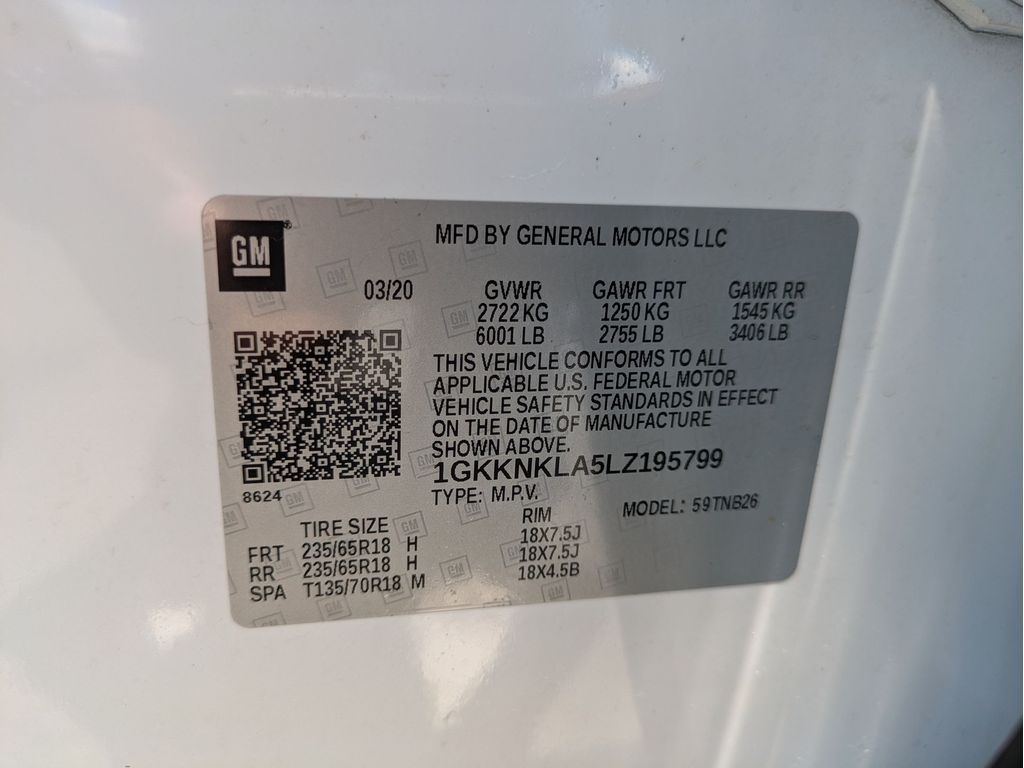 GM
MFD BY GENERAL MOTORS LLC
03/20 GVWR GAWR FRT GAWR RR
2722 KG 1250 KG 1545 KG
6001 LB 2755 LB 3406 LB
THIS VEHICLE CONFORMS TO ALL
APPLICABLE U.S. FEDERAL MOTOR
VEHICLE SAFETY STANDARDS IN EFFECT
ON THE DATE OF MANUFACTURE
SHOWN ABOVE.
1GKKNKLA5LZ195799
8624
TYPE: M.P.V. MODEL: 59TNB26
TIRE SIZE RIM
FRT 235/65R18 H 18X7.5J
RR 235/65R18 H 18X7.5J
SPA T135/70R18 M 18X4.5B